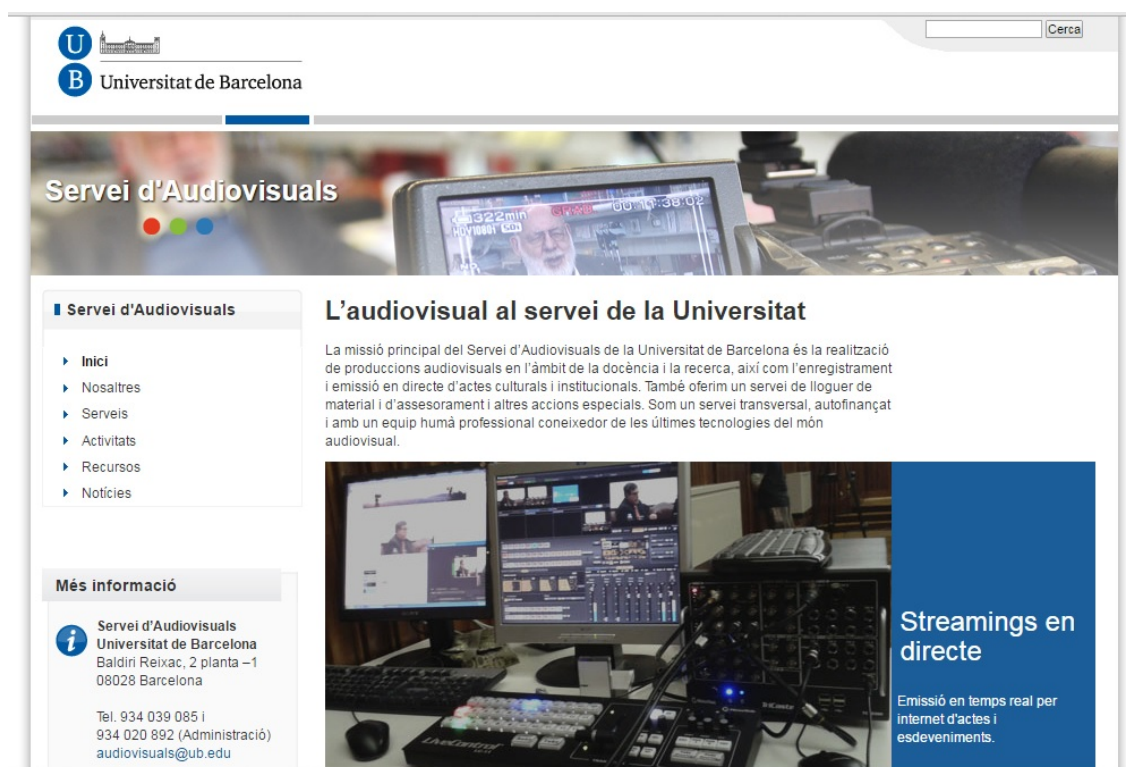 U
B
Universitat de Barcelona
Cerca
Servei d'Audiovisuals
322min
00:11:38:02
Servei d'Audiovisuals
Inici
Nosaltres
Serveis
Activitats
Recursos
Notícies
Més informació
Servei d'Audiovisuals
Universitat de Barcelona
Baldiri Reixac, 2 planta –1
08028 Barcelona
Tel. 934 039 085 i
934 020 892 (Administració)
audiovisuals@ub.edu
L'audiovisual al servei de la Universitat
La missió principal del Servei d'Audiovisuals de la Universitat de Barcelona és la realització
de produccions audiovisuals en l'àmbit de la docència i la recerca, així com l'enregistrament
i emissió en directe d'actes culturals i institucionals. També oferim un servei de lloguer de
material i d'assesorament i altres accions especials. Som un servei transversal, autofinançat
i amb un equip humà professional coneixedor de les últimes tecnologies del món
audiovisual.
LiveControl
Streamings en
directe
Emissió en temps real per
internet d'actes i
esdeveniments.